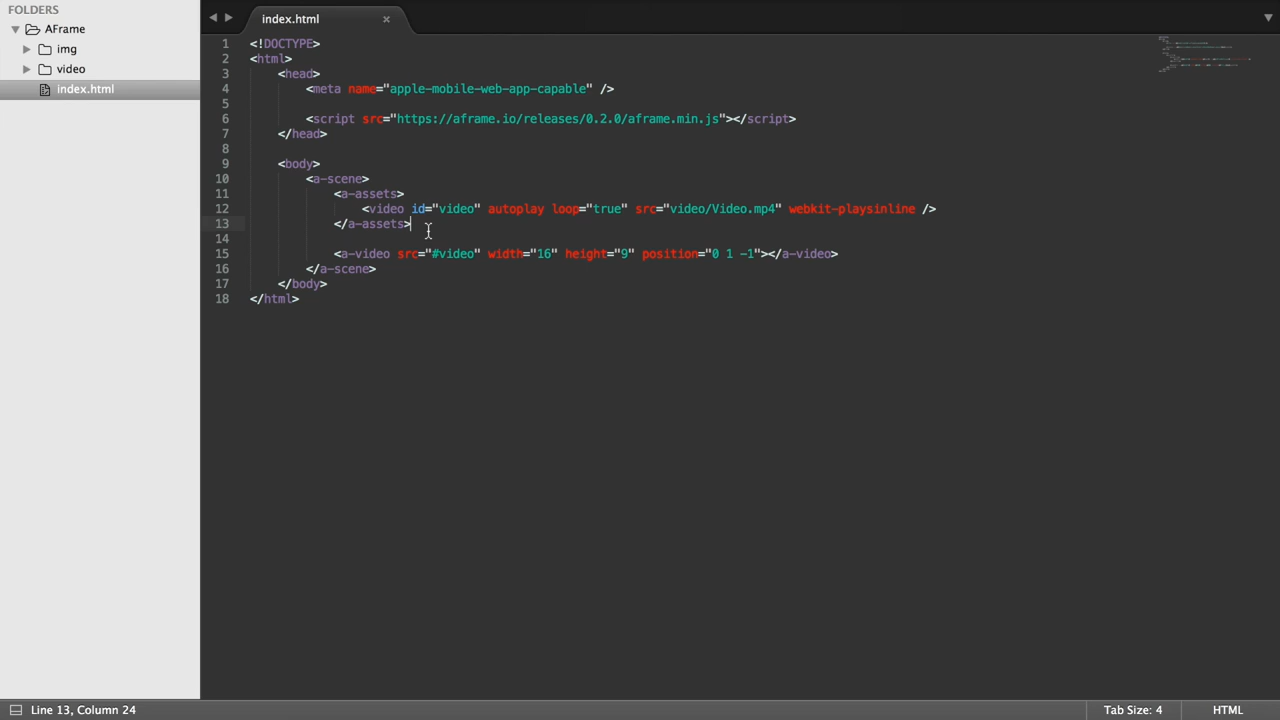 FOLDERS
AFrame
img
video
index.html
index.html ×
1 <!DOCTYPE>
2 <html>
3 <head>
4 <meta name="apple-mobile-web-app-capable" />
5
6 <script src="https://aframe.io/releases/0.2.0/aframe.min.js"></script>
7 </head>
8
9 <body>
10 <a-scene>
11 <a-assets>
12 <video id="video" autoplay loop="true" src="video/Video.mp4" webkit-playsinline />
13 </a-assets>
14
15 <a-video src="#video" width="16" height="9" position="0 1 -1"></a-video>
16 </a-scene>
17 </body>
18 </html>
Line 13, Column 24
Tab Size: 4
HTML